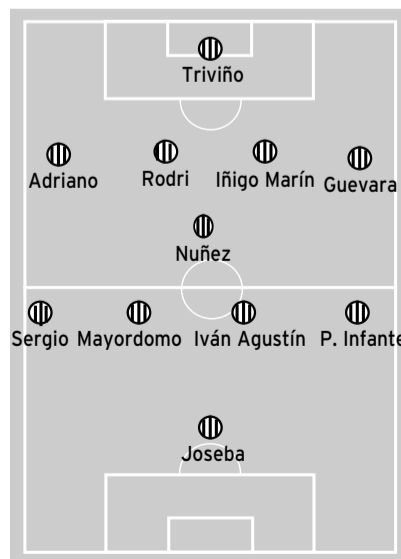 Triviño
Adriano Rodri Iñigo Marín Guevara
Nuñez
Sergio Mayordomo Iván Agustín P. Infante
Joseba